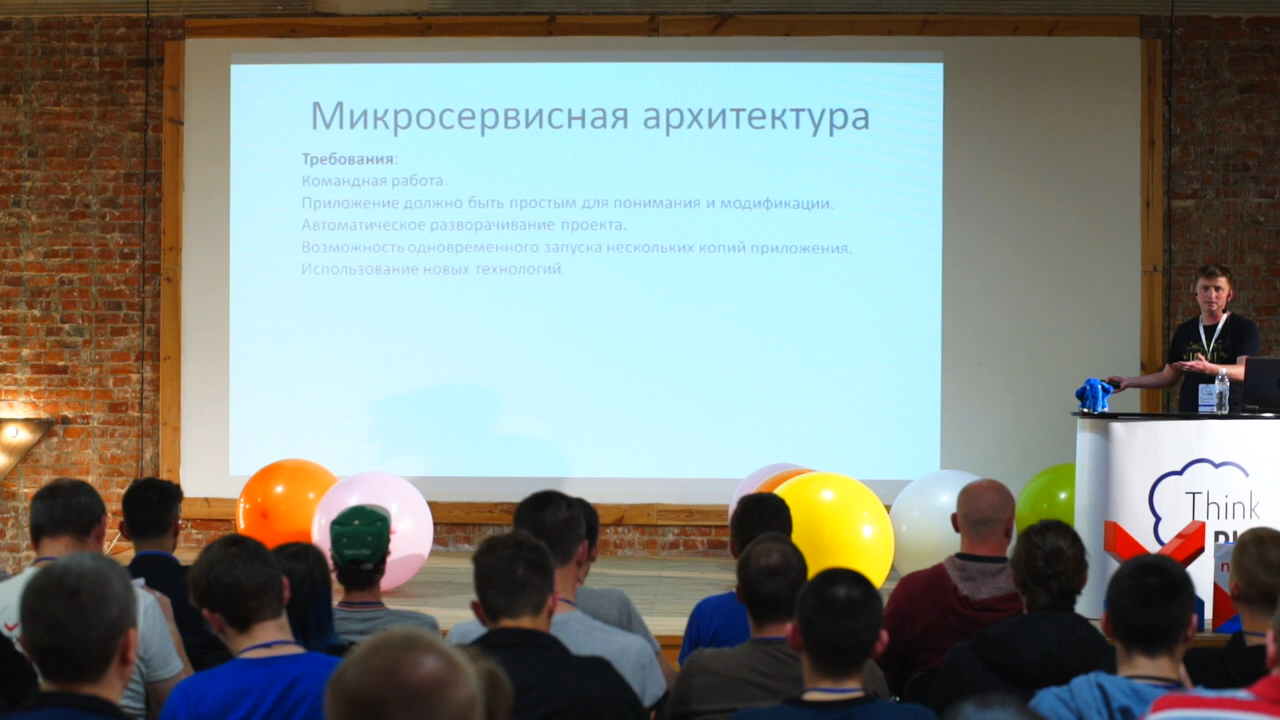 Микросервисная архитектура
Требования:
Командная работа.
Приложение должно быть простым для понимания и модификации.
Автоматическое разворачивание проекта.
Возможность одновременного запуска нескольких копий приложения.
Использование новых технологий.
Think